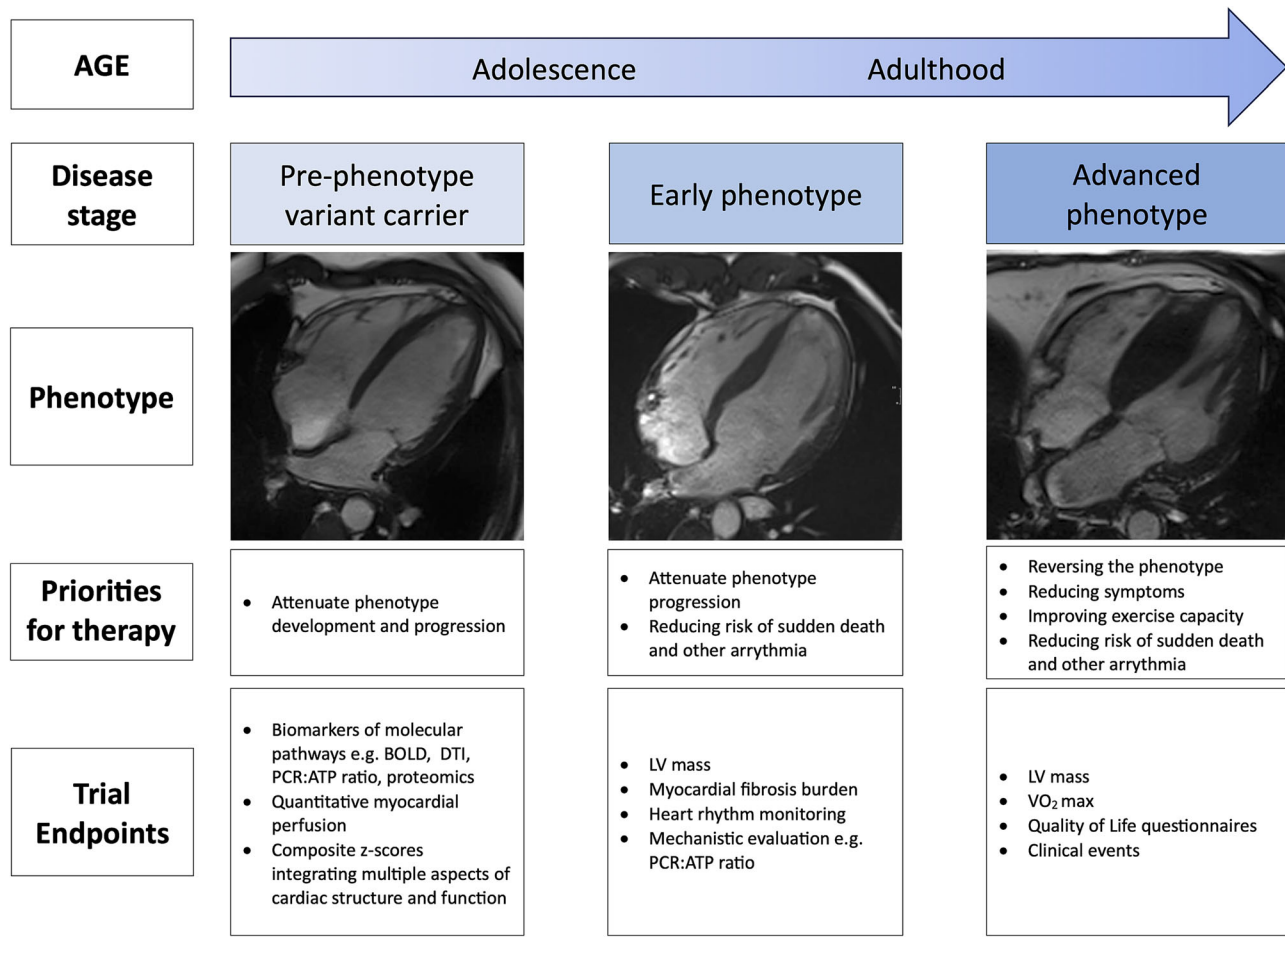 AGE
Adolescence
Adulthood
Disease
stage
Pre-phenotype
variant carrier
Early phenotype
Advanced
phenotype
Phenotype
Priorities
for therapy
• Attenuate phenotype
development and progression
• Attenuate phenotype
progression
• Reducing risk of sudden death
and other arrythmia
• Reversing the phenotype
• Reducing symptoms
• Improving exercise capacity
• Reducing risk of sudden death
and other arrythmia
Trial
Endpoints
• Biomarkers of molecular
pathways e.g. BOLD, DTI,
PCR:ATP ratio, proteomics
• Quantitative myocardial
perfusion
• Composite z-scores
integrating multiple aspects of
cardiac structure and function
• LV mass
• Myocardial fibrosis burden
• Heart rhythm monitoring
• Mechanistic evaluation e.g.
PCR:ATP ratio
• LV mass
• VO₂ max
• Quality of Life questionnaires
• Clinical events